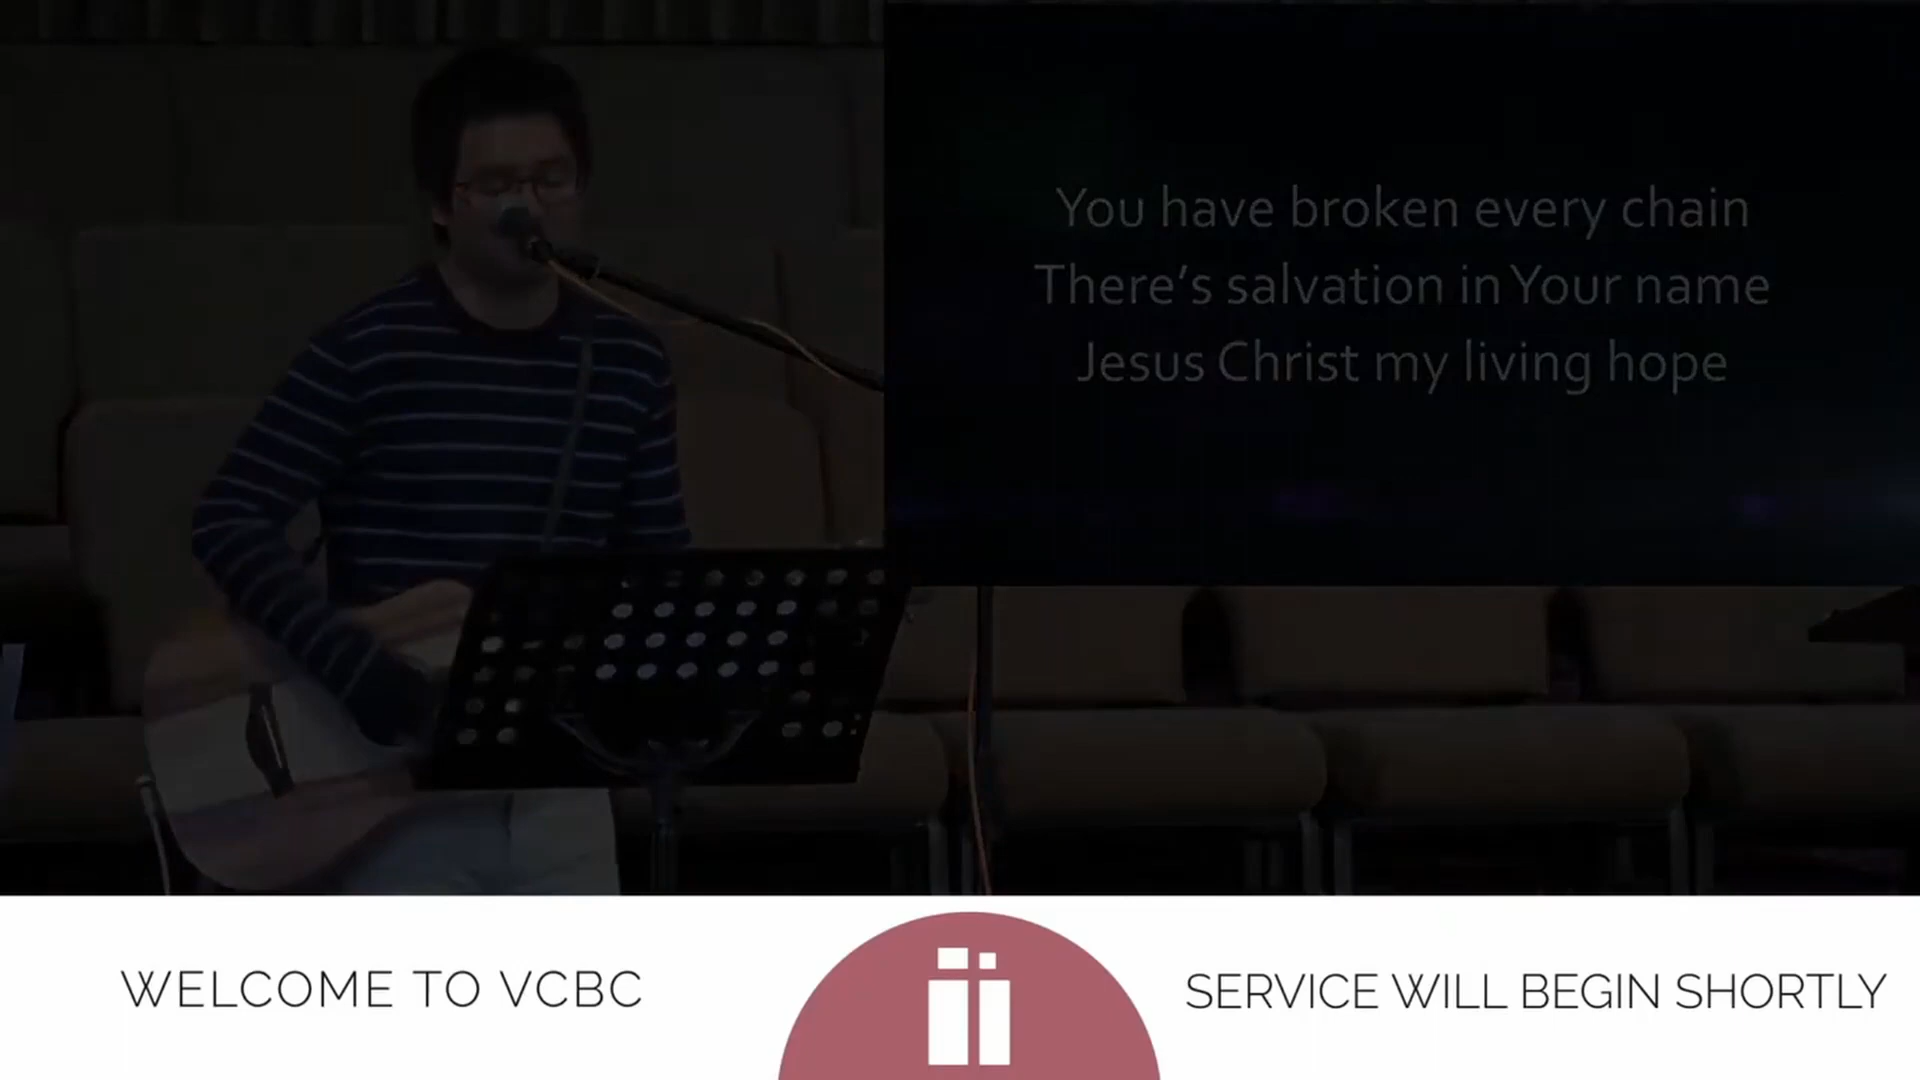 You have broken every chain
There's salvation in Your name
Jesus Christ my living hope
WELCOME TO VCBC
SERVICE WILL BEGIN SHORTLY